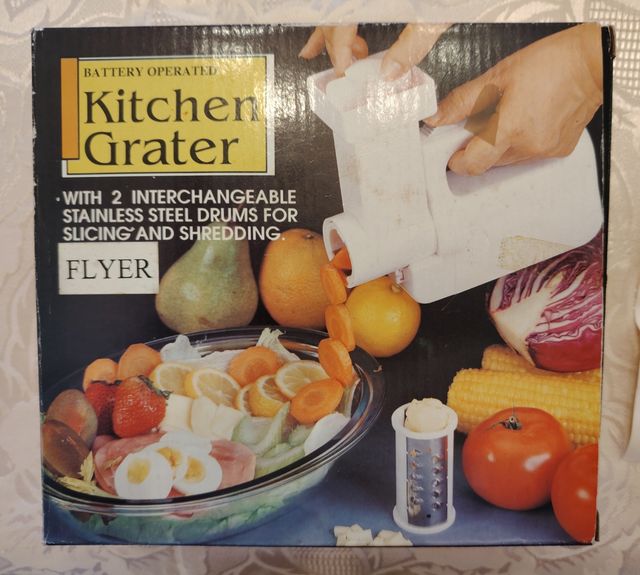 BATTERY OPERATED
Kitchen
Grater
WITH 2 INTERCHANGEABLE
STAINLESS STEEL DRUMS FOR
SLICING AND SHREDDING.
FLYER